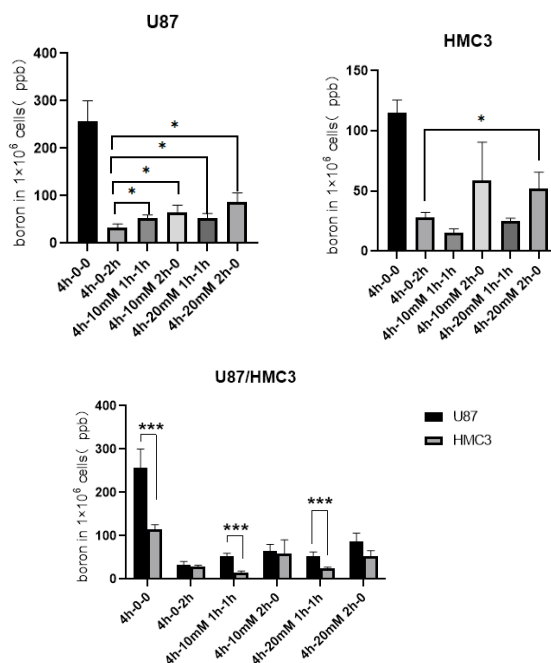 U87
boron in 1×10⁶ cells( ppb)
400
300
200
100
0
*
*
*
*
4h-0-0
4h-0-2h
4h-10mM 1h-1h
4h-10mM 2h-0
4h-20mM 1h-1h
4h-20mM 2h-0
HMC3
boron in 1×10⁶ cells( ppb)
150
100
50
0
*
4h-0-0
4h-0-2h
4h-10mM 1h-1h
4h-10mM 2h-0
4h-20mM 1h-1h
4h-20mM 2h-0
U87/HMC3
boron in 1×10⁶ cells( ppb)
400
300
200
100
0
***
***
***
4h-0-0
4h-0-2h
4h-10mM 1h-1h
4h-10mM 2h-0
4h-20mM 1h-1h
4h-20mM 2h-0
U87
HMC3